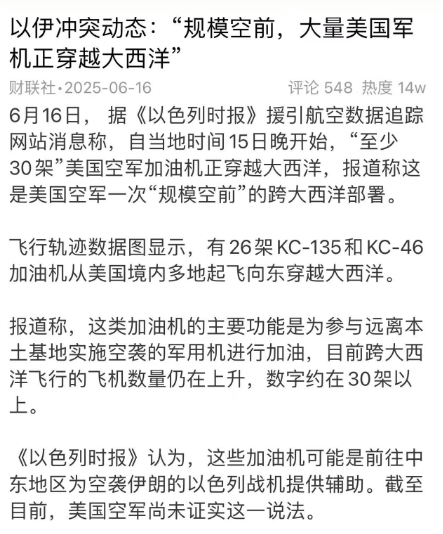 以伊冲突动态：“规模空前，大量美国军
机正穿越大西洋”
财联社·2025-06-16 评论 548 热度 14w
6月16日， 据《以色列时报》援引航空数据追踪
网站消息称，自当地时间15日晚开始，“至少
30架”美国空军加油机正穿越大西洋，报道称这
是美国空军一次“规模空前”的跨大西洋部署。
飞行轨迹数据图显示，有26架KC-135和KC-46
加油机从美国境内多地起飞向东穿越大西洋。
报道称，这类加油机的主要功能是为参与远离本
土基地实施空袭的军用机进行加油，目前跨大西
洋飞行的飞机数量仍在上升，数字约在30架以
上。
《以色列时报》认为，这些加油机可能是前往中
东地区为空袭伊朗的以色列战机提供辅助。截至
目前，美国空军尚未证实这一说法。